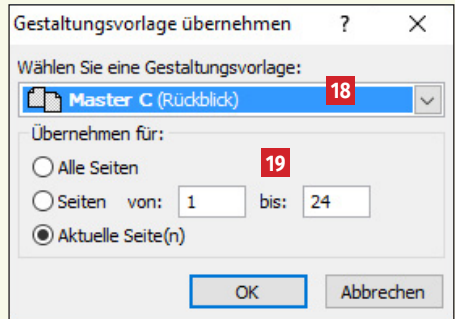 Gestaltungsvorlage übernehmen ? ×
Wählen Sie eine Gestaltungsvorlage:
Master C (Rückblick) 18
Übernehmen für:
Alle Seiten 19
Seiten von: 1 bis: 24
Aktuelle Seite(n)
OK Abbrechen